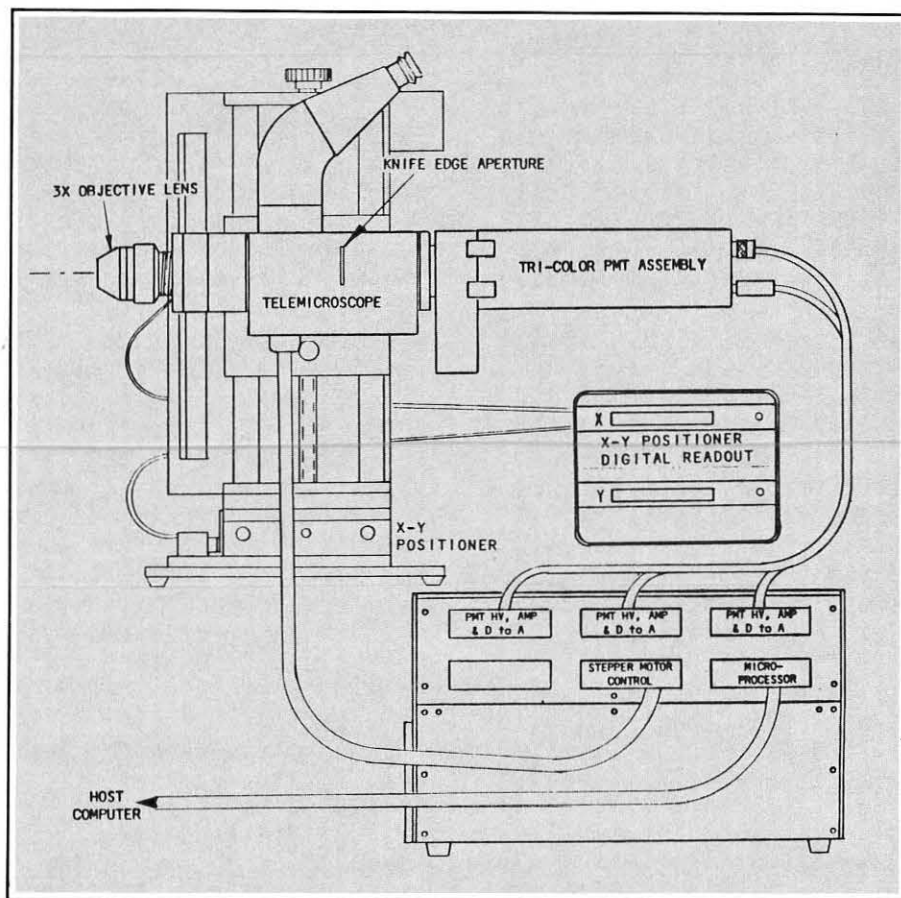 KNIFE EDGE APERTURE
3X OBJECTIVE LENS
TRI-COLOR PMT ASSEMBLY
TELEMICROSCOPE
X
X-Y POSITIONER
DIGITAL READOUT
Y
X-Y
POSITIONER
PMT HV, AMP
& D to A
PMT HV, AMP
& D to A
PMT HV, AMP
& D to A
STEPPER MOTOR
CONTROL
MICRO-
PROCESSOR
HOST
COMPUTER